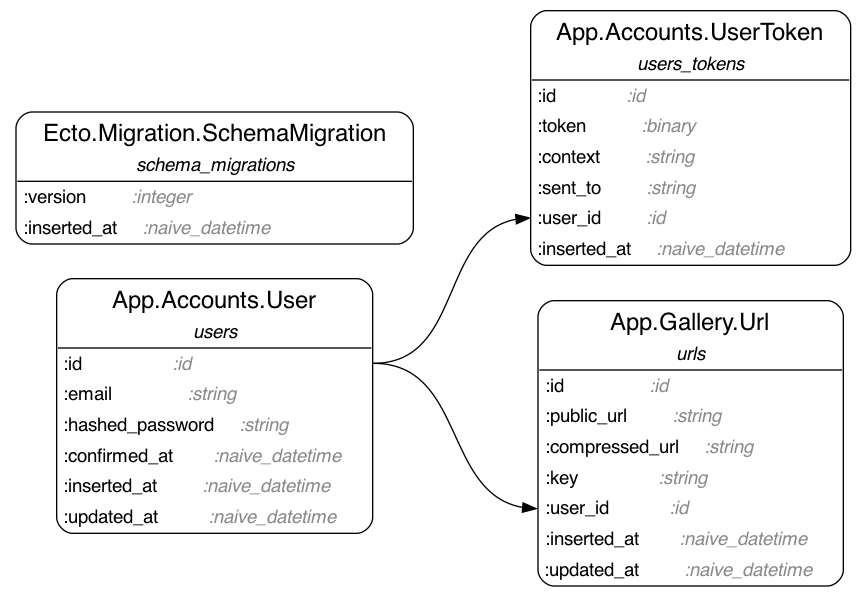 Ecto.Migration.SchemaMigration
schema_migrations
:version :integer
:inserted_at :naive_datetime
App.Accounts.User
users
:id :id
:email :string
:hashed_password :string
:confirmed_at :naive_datetime
:inserted_at :naive_datetime
:updated_at :naive_datetime
App.Accounts.UserToken
users_tokens
:id :id
:token :binary
:context :string
:sent_to :string
:user_id :id
:inserted_at :naive_datetime
App.Gallery.Url
urls
:id :id
:public_url :string
:compressed_url :string
:key :string
:user_id :id
:inserted_at :naive_datetime
:updated_at :naive_datetime